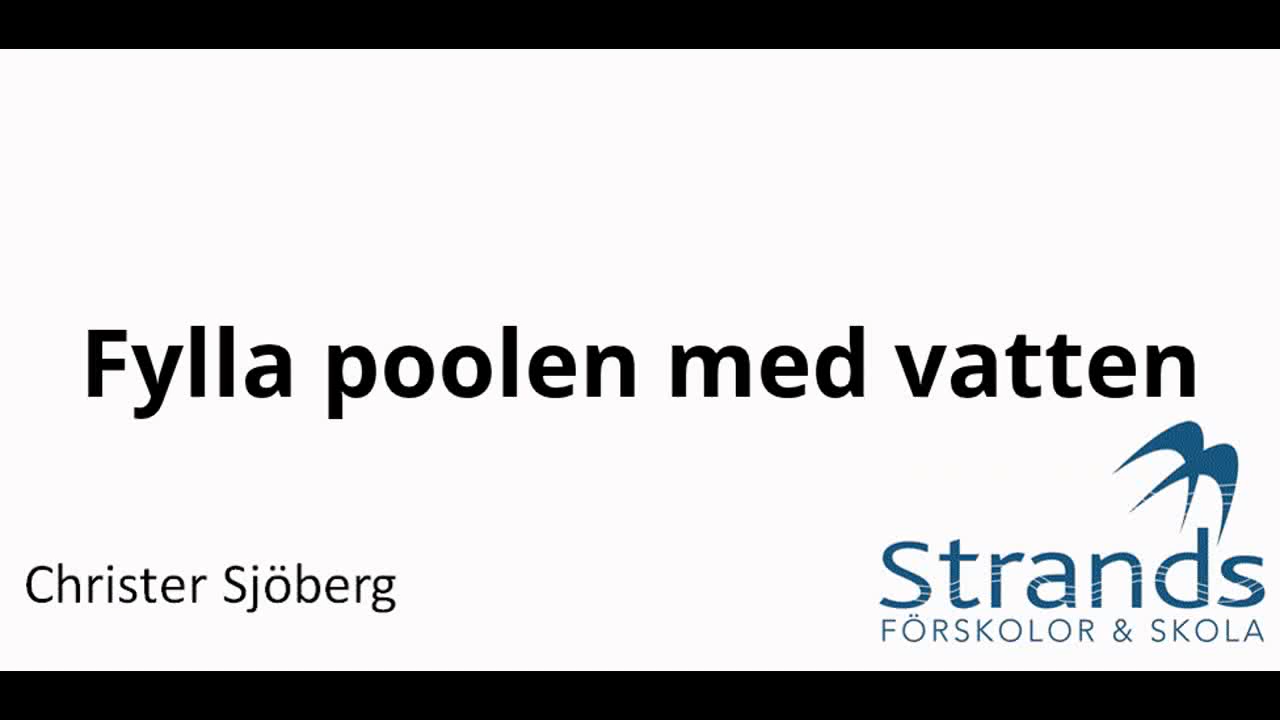 Fylla poolen med vatten
Christer Sjöberg
Strands
FÖRSKOLOR & SKOLA